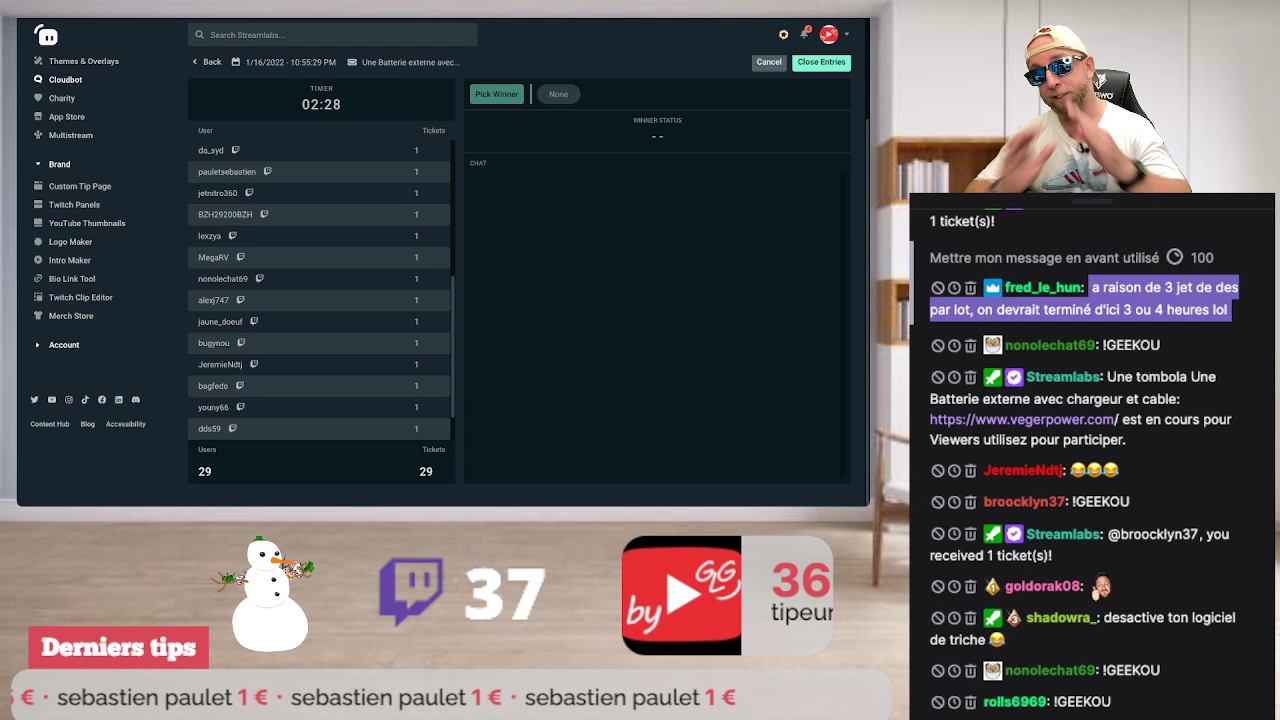 Search Streamlabs...
Themes & Overlays
Cloudbot
Charity
App Store
Multistream
Brand
Custom Tip Page
Twitch Panels
YouTube Thumbnails
Logo Maker
Intro Maker
Bio Link Tool
Twitch Clip Editor
Merch Store
Account
Content Hub Blog Accessibility
Back 1/16/2022 - 10:55:29 PM Une Batterie externe avec...
Cancel Close Entries
TIMER
02:28
User Tickets
da_syd 1
pauletsebastien 1
jetnitro360 1
BZH29200BZH 1
lexzya 1
MegaRV 1
nonolechat69 1
alexj747 1
jaune_doeuf 1
bugynou 1
JeremieNdtj 1
bagfedo 1
youny66 1
dds59 1
Users Tickets
29 29
Pick Winner None
WINNER STATUS
--
CHAT
1 ticket(s)!
Mettre mon message en avant utilisé 100
fred_le_hun: a raison de 3 jet de des
par lot, on devrait terminé d'ici 3 ou 4 heures lol
nonolechat69: !GEEKOU
Streamlabs: Une tombola Une
Batterie externe avec chargeur et cable:
https://www.vegerpower.com/ est en cours pour
Viewers utilisez pour participer.
JeremieNdtj: 😂😂😂
broocklyn37: !GEEKOU
Streamlabs: @broocklyn37, you
received 1 ticket(s)!
goldorak08:
shadowra_: desactive ton logiciel
de triche 😂
nonolechat69: !GEEKOU
rolls6969: !GEEKOU
37
by GLG
36
tipeur
Derniers tips
€ · sebastien paulet 1 € · sebastien paulet 1 € · sebastien paulet 1 €